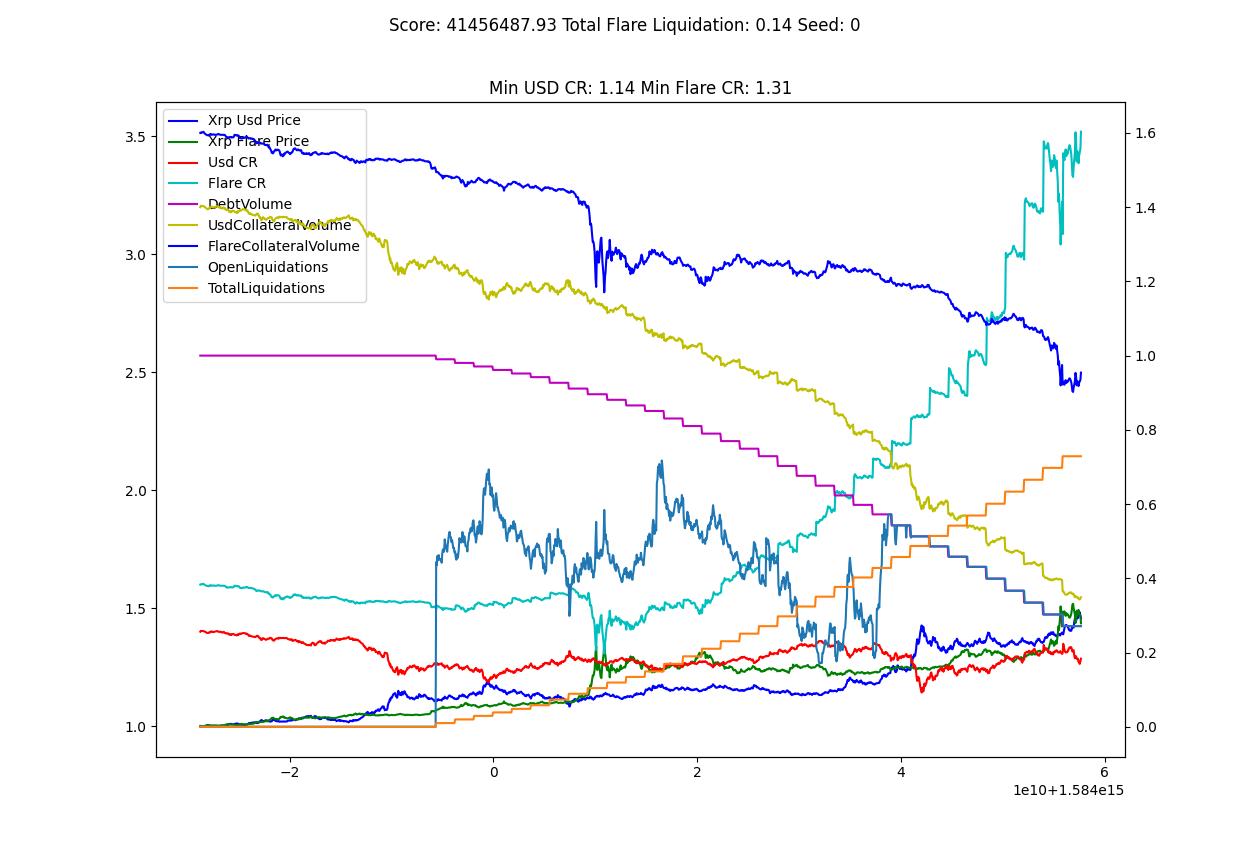 Score: 41456487.93 Total Flare Liquidation: 0.14 Seed: 0
Min USD CR: 1.14 Min Flare CR: 1.31
Xrp Usd Price
Xrp Flare Price
Usd CR
Flare CR
DebtVolume
UsdCollateralVolume
FlareCollateralVolume
OpenLiquidations
TotalLiquidations
3.5
3.0
2.5
2.0
1.5
1.0
1.6
1.4
1.2
1.0
0.8
0.6
0.4
0.2
0.0
−2
0
2
4
6
1e10+1.584e15